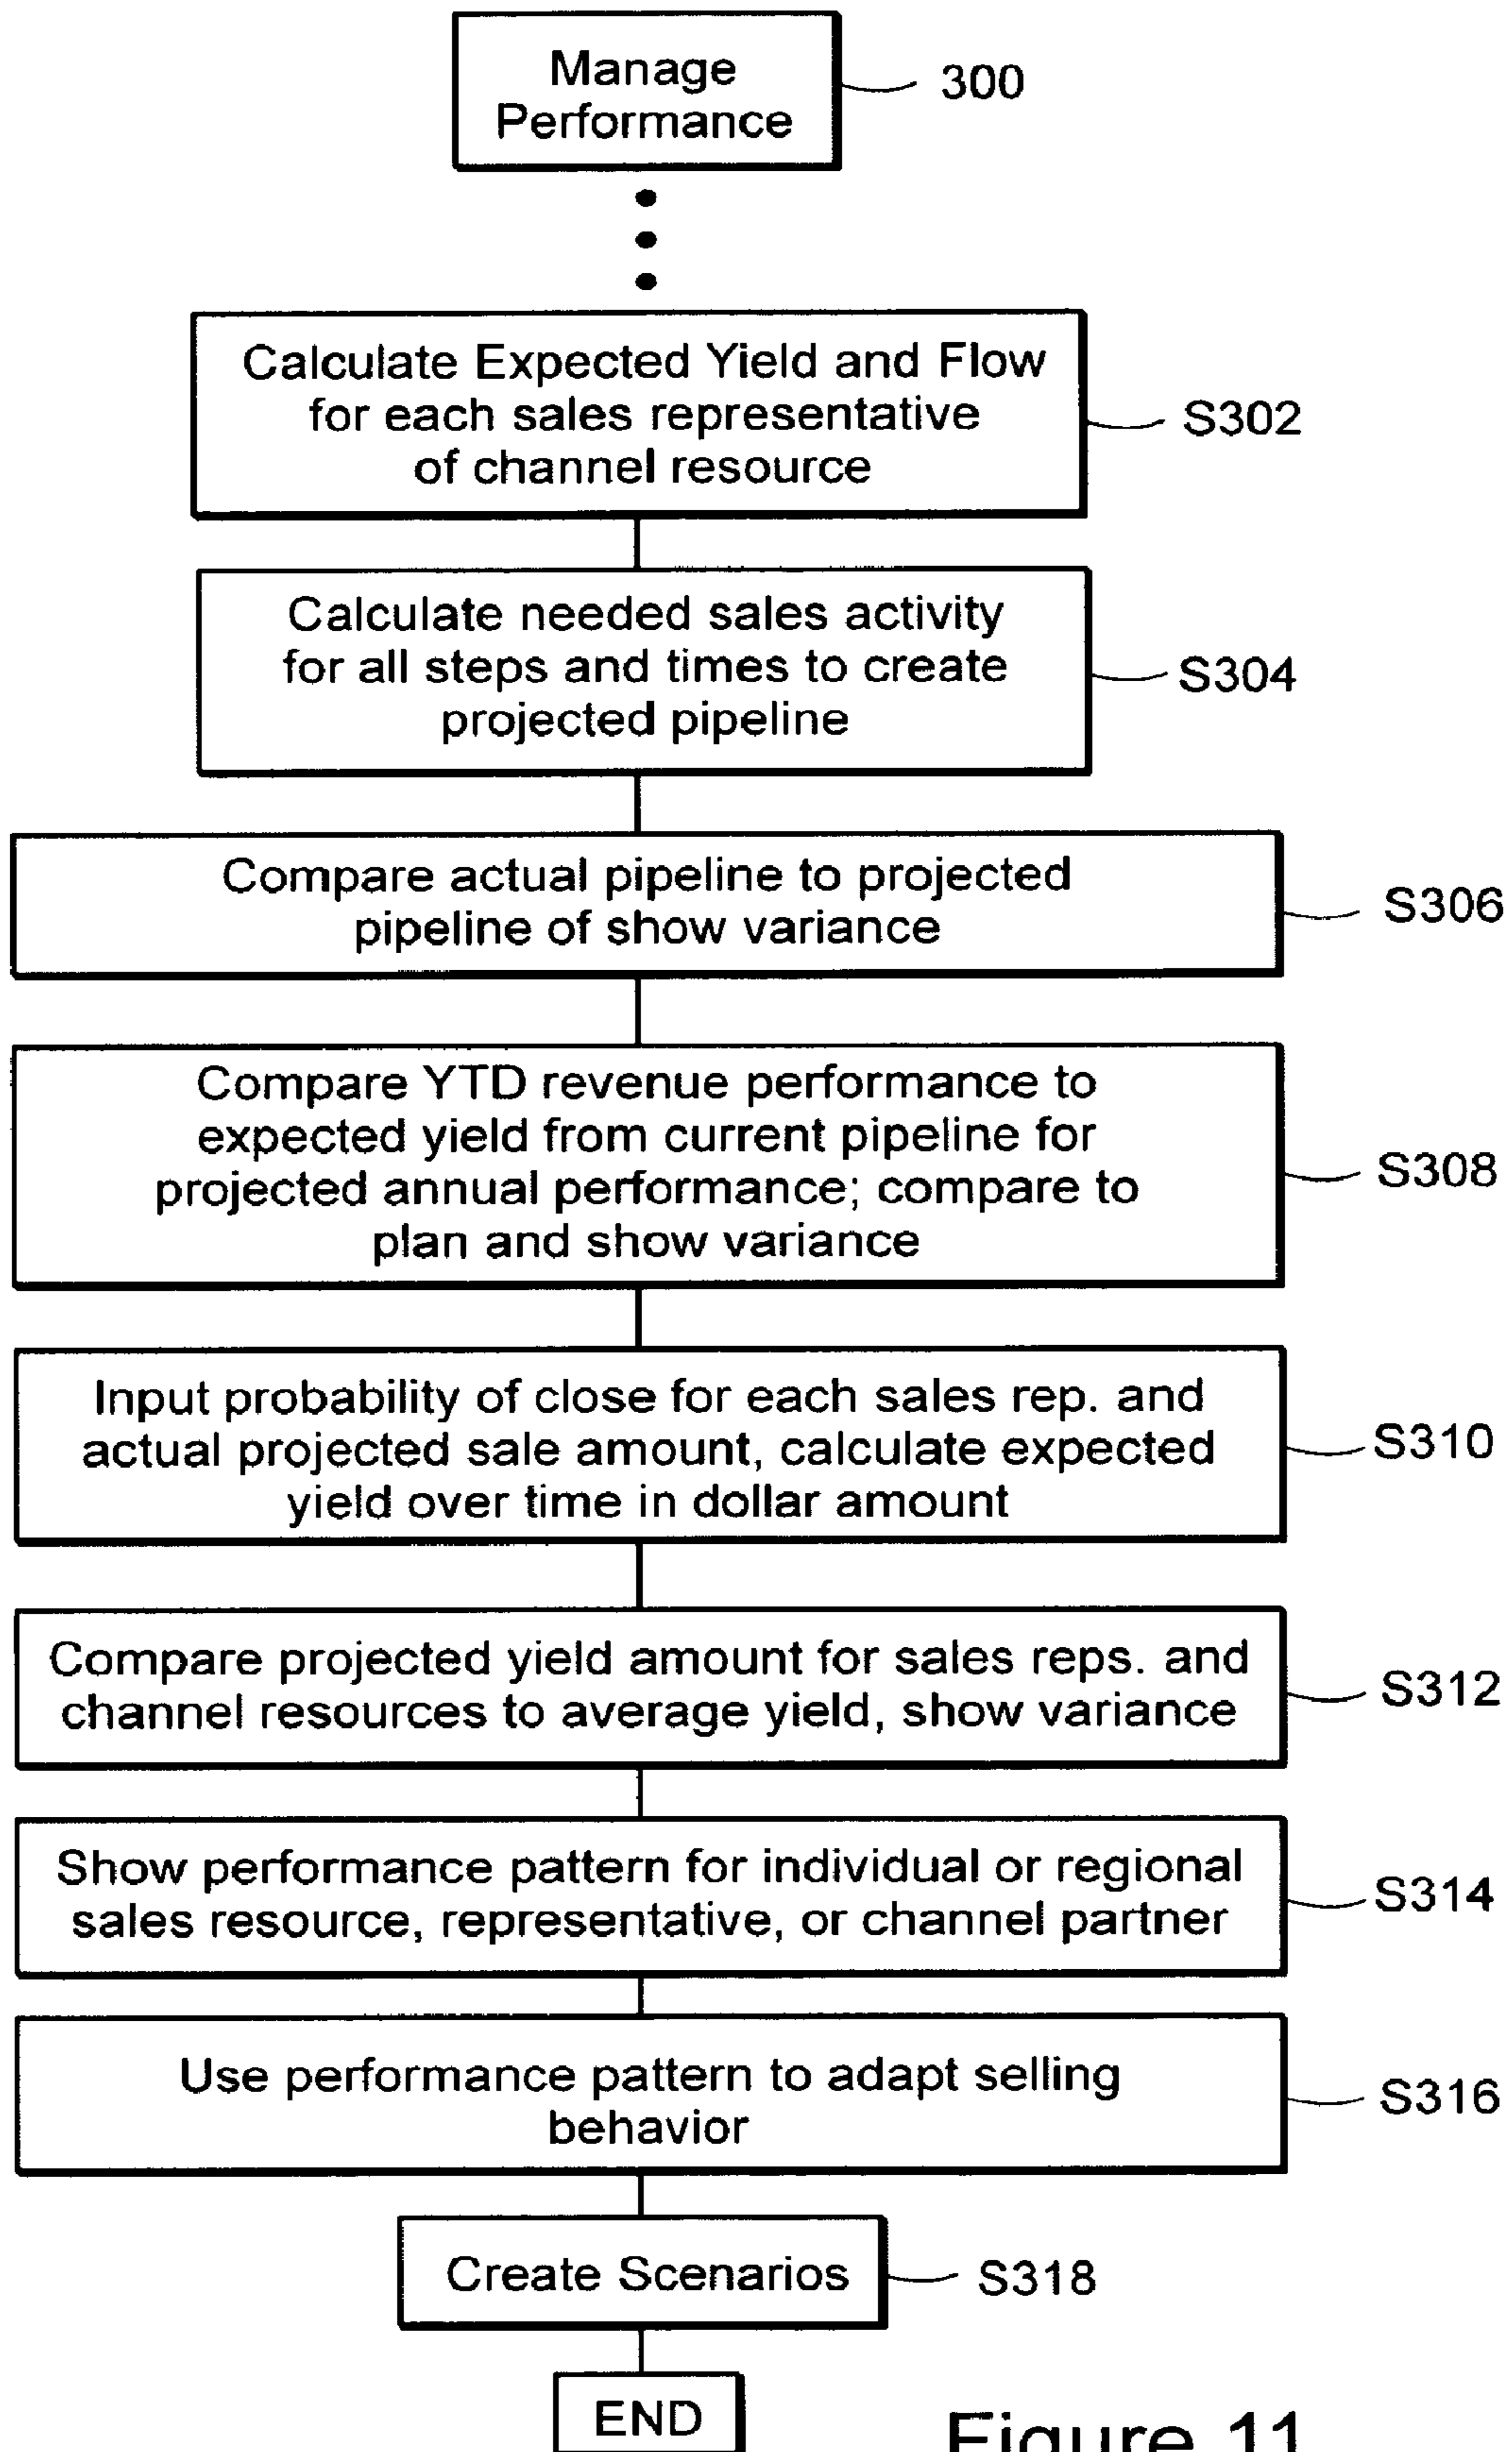 Manage
Performance
300
Calculate Expected Yield and Flow
for each sales representative
of channel resource
S302
Calculate needed sales activity
for all steps and times to create
projected pipeline
S304
Compare actual pipeline to projected
pipeline of show variance
S306
Compare YTD revenue performance to
expected yield from current pipeline for
projected annual performance; compare to
plan and show variance
S308
Input probability of close for each sales rep. and
actual projected sale amount, calculate expected
yield over time in dollar amount
S310
Compare projected yield amount for sales reps. and
channel resources to average yield, show variance
S312
Show performance pattern for individual or regional
sales resource, representative, or channel partner
S314
Use performance pattern to adapt selling
behavior
S316
Create Scenarios
S318
END
Figure 11